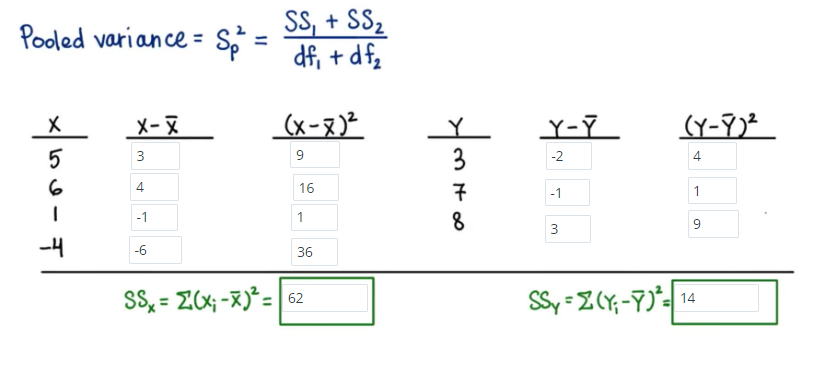 Pooled variance = Sp² = SS₁ + SS₂ / df₁ + df₂
X X-X̄ (X-X̄)² Y Y-Ȳ (Y-Ȳ)²
5 3 9 3 -2 4
6 4 16 7 -1 1
1 -1 1 8 3 9
-4 -6 36
SSₓ = Σ(Xᵢ-X̄)² = 62 SSᵧ = Σ(Yᵢ-Ȳ)² = 14